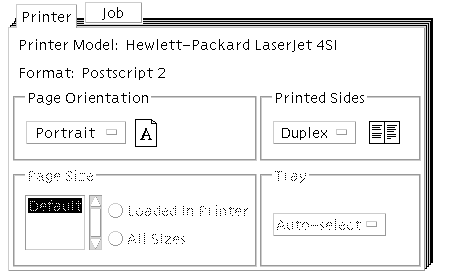 Printer
Job
Printer Model: Hewlett-Packard LaserJet 4SI
Format: Postscript 2
Page Orientation
Printed Sides
Portrait
A
Duplex
Page Size
Tray
Default
Loaded In Printer
All Sizes
Auto-select